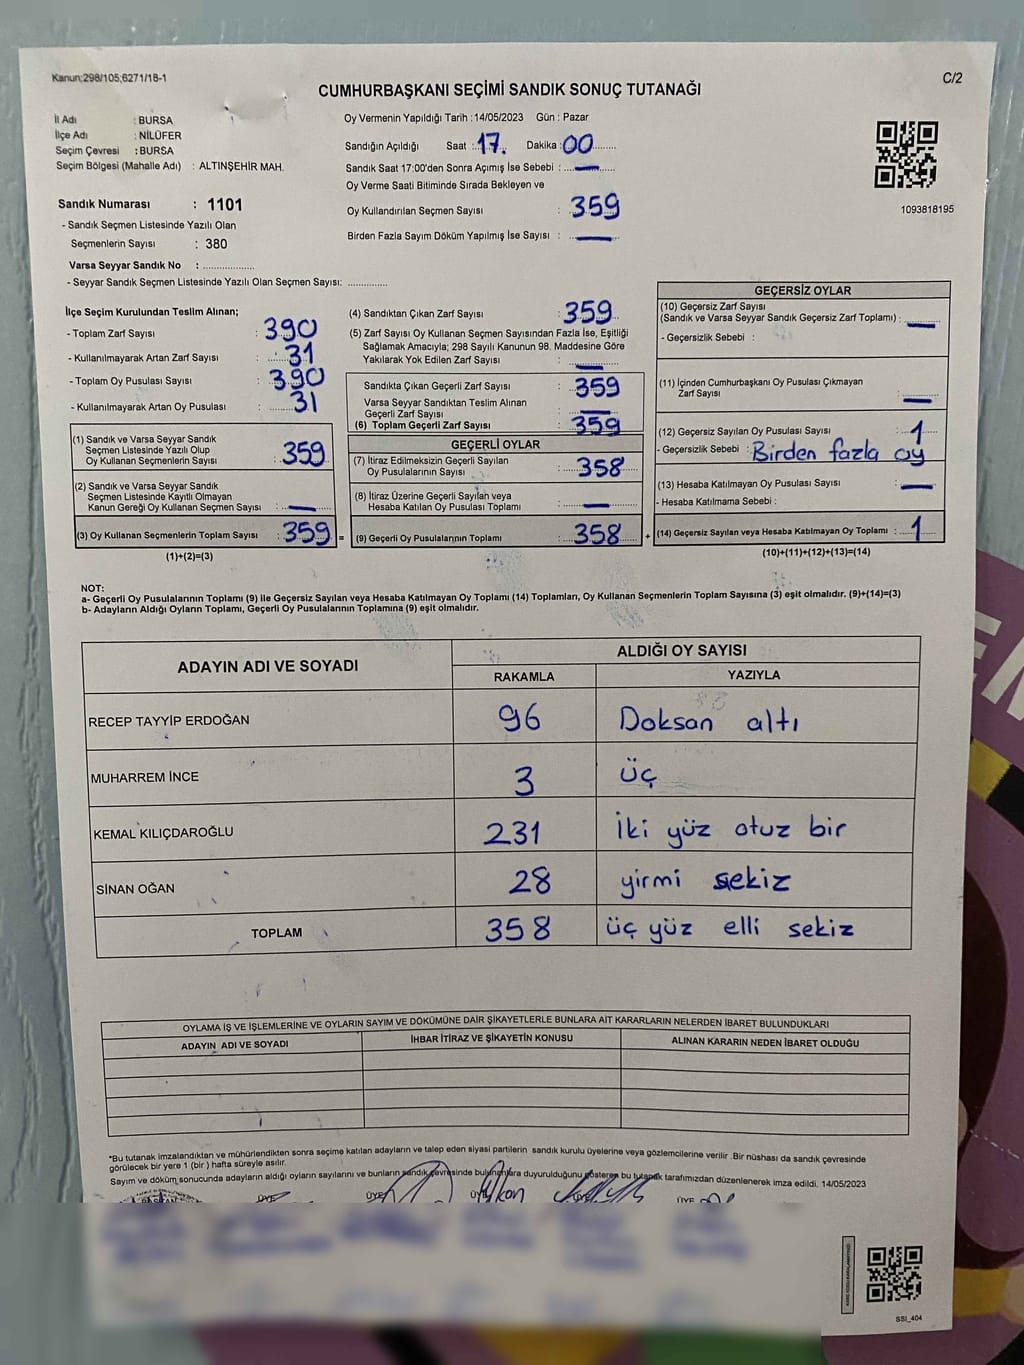 Kanun:298/105,6271/18-1
C/2
CUMHURBAŞKANI SEÇİMİ SANDIK SONUÇ TUTANAĞI
İl Adı : BURSA
İlçe Adı : NİLÜFER
Seçim Çevresi : BURSA
Seçim Bölgesi (Mahalle Adı) : ALTINŞEHİR MAH.
Sandık Numarası : 1101
- Sandık Seçmen Listesinde Yazılı Olan
Seçmenlerin Sayısı : 380
Varsa Seyyar Sandık No : ..................
- Seyyar Sandık Seçmen Listesinde Yazılı Olan Seçmen Sayısı: ..............
Oy Vermenin Yapıldığı Tarih : 14/05/2023 Gün : Pazar
Sandığın Açıldığı Saat : 17. Dakika : 00
Sandık Saat 17:00'den Sonra Açımış İse Sebebi : —
Oy Verme Saati Bitiminde Sırada Bekleyen ve
Oy Kullandırılan Seçmen Sayısı : 359
Birden Fazla Sayım Döküm Yapılmış İse Sayısı : —
1093818195
İlçe Seçim Kurulundan Teslim Alınan;
- Toplam Zarf Sayısı : 390
- Kullanılmayarak Artan Zarf Sayısı : 31
- Toplam Oy Pusulası Sayısı : 390
- Kullanılmayarak Artan Oy Pusulası : 31
(1) Sandık ve Varsa Seyyar Sandık
Seçmen Listesinde Yazılı Olup
Oy Kullanan Seçmenlerin Sayısı : 359
(2) Sandık ve Varsa Seyyar Sandık
Seçmen Listesinde Kayıtlı Olmayan
Kanun Gereği Oy Kullanan Seçmen Sayısı : —
(3) Oy Kullanan Seçmenlerin Toplam Sayısı : 359 =
(1)+(2)=(3)
(4) Sandıktan Çıkan Zarf Sayısı : 359
(5) Zarf Sayısı Oy Kullanan Seçmen Sayısından Fazla İse, Eşitliği
Sağlamak Amacıyla; 298 Sayılı Kanunun 98. Maddesine Göre
Yakılarak Yok Edilen Zarf Sayısı : —
Sandıkta Çıkan Geçerli Zarf Sayısı : 359
Varsa Seyyar Sandıktan Teslim Alınan
Geçerli Zarf Sayısı : —
(6) Toplam Geçerli Zarf Sayısı : 359
GEÇERLİ OYLAR
(7) İtiraz Edilmeksizin Geçerli Sayılan
Oy Pusulalarının Sayısı : 358
(8) İtiraz Üzerine Geçerli Sayılan veya
Hesaba Katılan Oy Pusulası Toplamı : —
(9) Geçerli Oy Pusulalarının Toplamı : 358 +
GEÇERSİZ OYLAR
(10) Geçersiz Zarf Sayısı
(Sandık ve Varsa Seyyar Sandık Geçersiz Zarf Toplamı) : —
- Geçersizlik Sebebi :
(11) İçinden Cumhurbaşkanı Oy Pusulası Çıkmayan
Zarf Sayısı : —
(12) Geçersiz Sayılan Oy Pusulası Sayısı : 1
- Geçersizlik Sebebi : Birden fazla oy
(13) Hesaba Katılmayan Oy Pusulası Sayısı : —
- Hesaba Katılmama Sebebi :
(14) Geçersiz Sayılan veya Hesaba Katılmayan Oy Toplamı : 1
(10)+(11)+(12)+(13)=(14)
NOT:
a- Geçerli Oy Pusulalarının Toplamı (9) ile Geçersiz Sayılan veya Hesaba Katılmayan Oy Toplamı (14) Toplamları, Oy Kullanan Seçmenlerin Toplam Sayısına (3) eşit olmalıdır. (9)+(14)=(3)
b- Adayların Aldığı Oyların Toplamı, Geçerli Oy Pusulalarının Toplamına (9) eşit olmalıdır.
ADAYIN ADI VE SOYADI
ALDIĞI OY SAYISI
RAKAMLA YAZIYLA
RECEP TAYYİP ERDOĞAN 96 Doksan altı
MUHARREM İNCE 3 üç
KEMAL KILIÇDAROĞLU 231 İki yüz otuz bir
SİNAN OĞAN 28 yirmi sekiz
TOPLAM 358 üç yüz elli sekiz
OYLAMA İŞ VE İŞLEMLERİNE VE OYLARIN SAYIM VE DÖKÜMÜNE DAİR ŞİKAYETLERLE BUNLARA AİT KARARLARIN NELERDEN İBARET BULUNDUKLARI
ADAYIN ADI VE SOYADI İHBAR İTİRAZ VE ŞİKAYETİN KONUSU ALINAN KARARIN NEDEN İBARET OLDUĞU
*Bu tutanak imzalandıktan ve mühürlendikten sonra seçime katılan adayların ve talep eden siyasi partilerin sandık kurulu üyelerine veya gözlemcilerine verilir .Bir nüshası da sandık çevresinde
görülecek bir yere 1 (bir ) hafta süreyle asılır.
Sayım ve döküm sonucunda adayların aldığı oyların sayılarını ve bunların sandık çevresinde bulunanlara duyurulduğunu gösteren bu tutanak tarafımızdan düzenlenerek imza edildi. 14/05/2023
BAŞKAN ÜYE ÜYE ÜYE ÜYE ÜYE
SSI_404